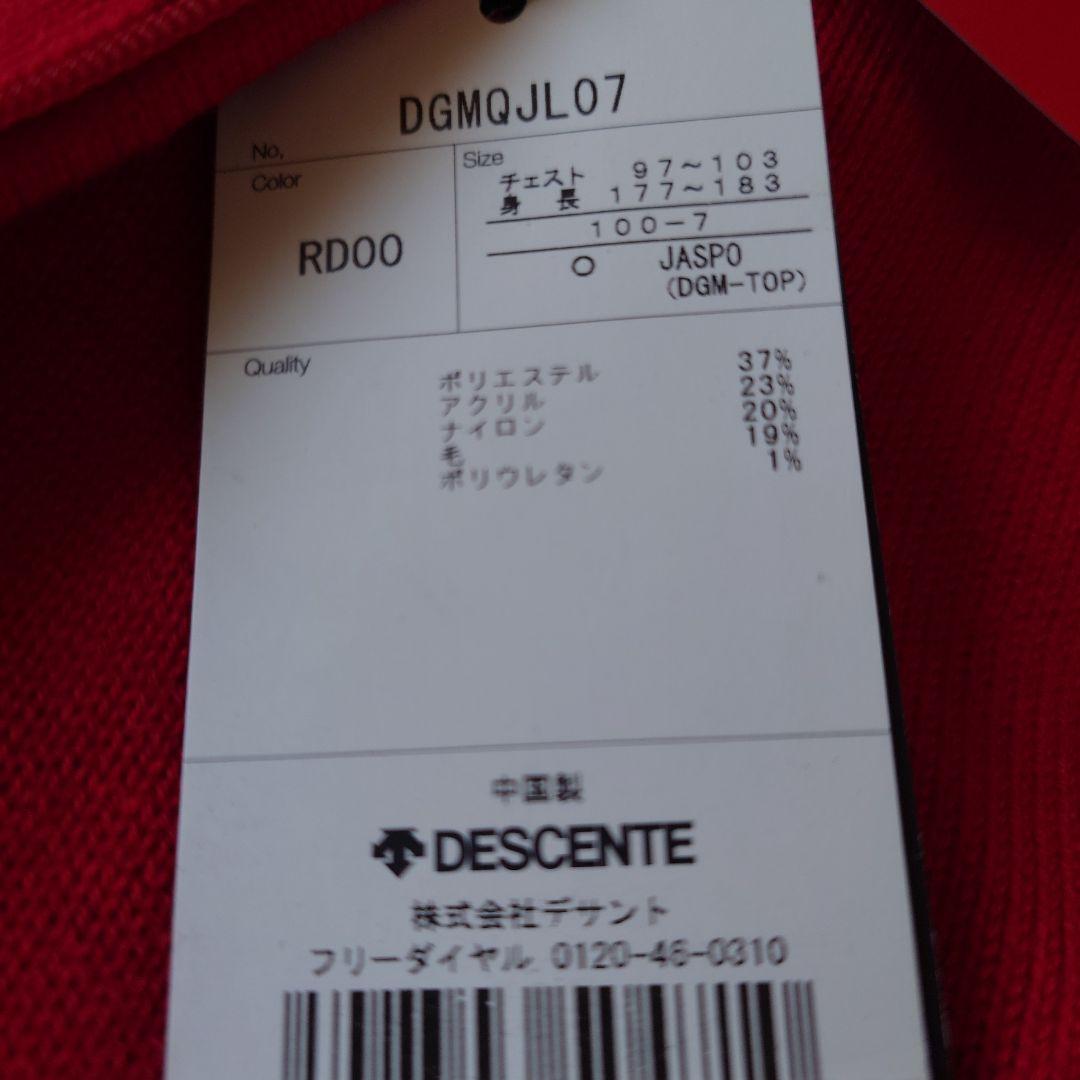 No, DGMQJL07
Color
RD00
Size
チェスト 97～103
身長 177～183
100-7
O JASPO
(DGM-TOP)
Quality
ポリエステル 37%
アクリル 23%
ナイロン 20%
毛 19%
ポリウレタン 1%
中国製
DESCENTE
株式会社デサント
フリーダイヤル 0120-46-0310